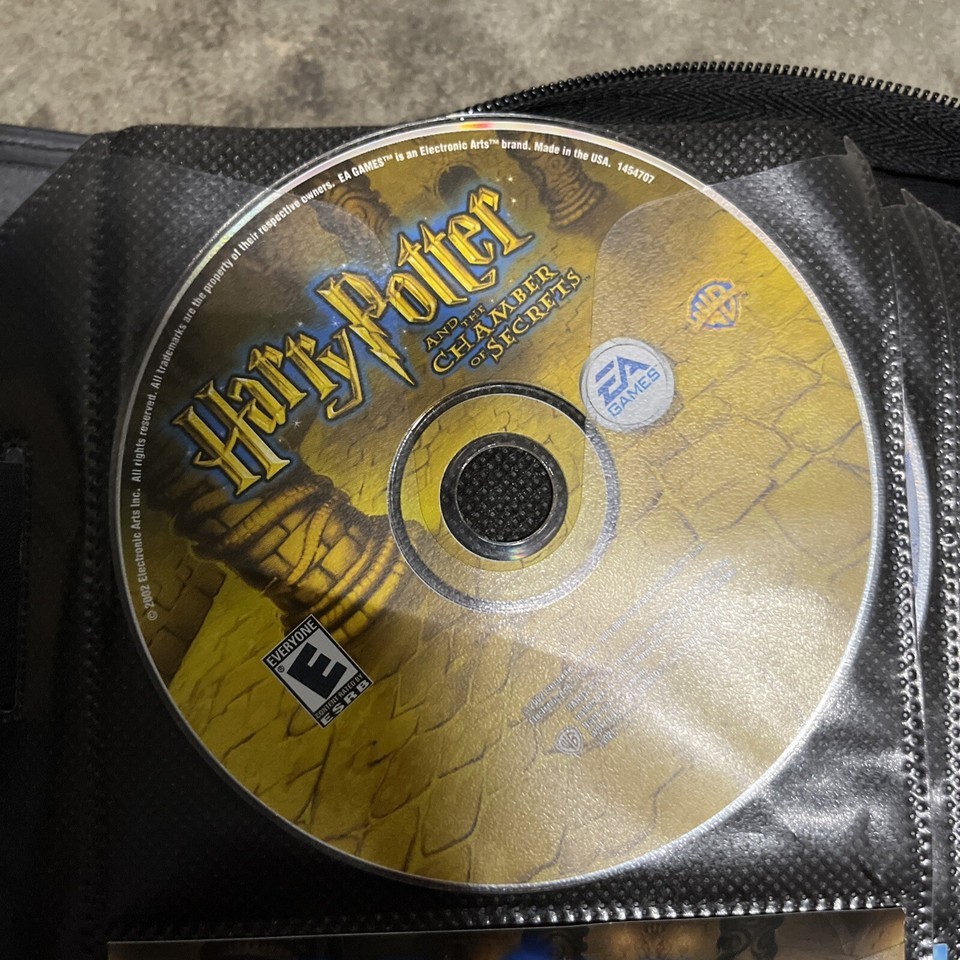 © 2002 Electronic Arts Inc. All rights reserved. All trademarks are the property of their respective owners. EA GAMES™ is an Electronic Arts™ brand. Made in the USA. 1454707
Harry Potter
AND THE
CHAMBER
OF SECRETS
WB
EA
GAMES
EVERYONE
E
CONTENT RATED BY
ESRB
WB